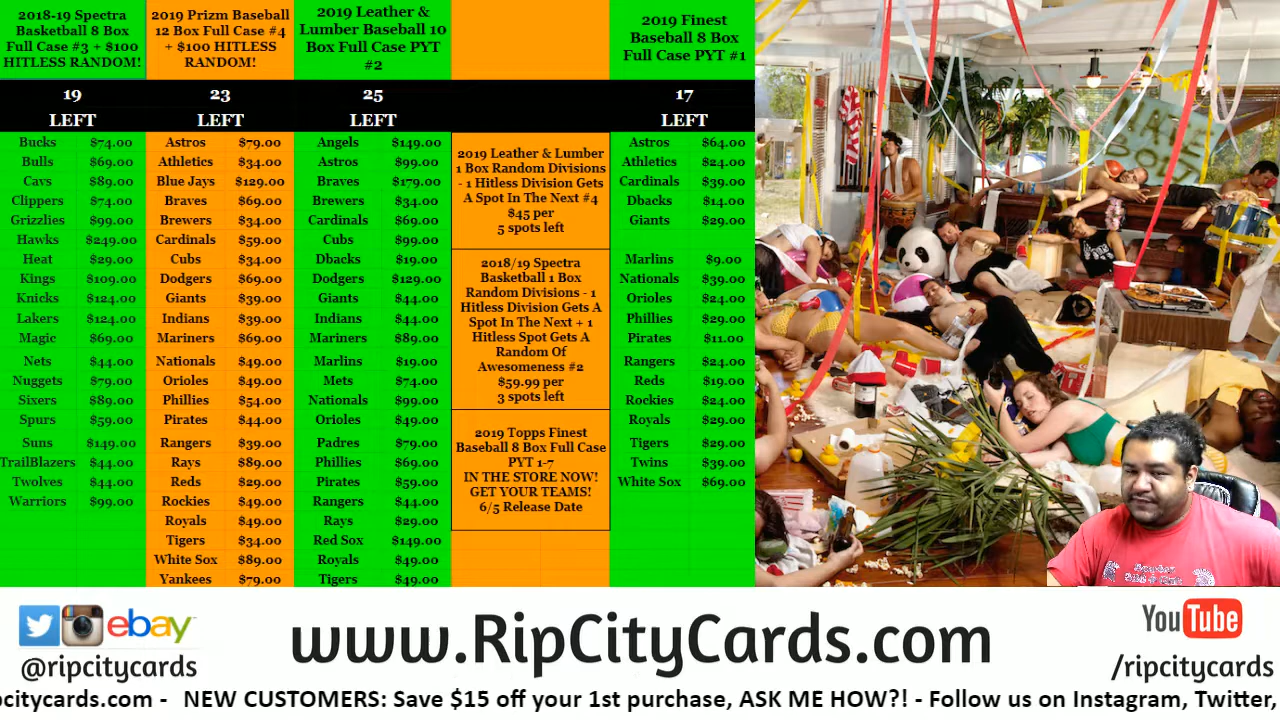 2018-19 Spectra
Basketball 8 Box
Full Case #3 + $100
HITLESS RANDOM!
19
LEFT
Bucks $74.00
Bulls $69.00
Cavs $89.00
Clippers $74.00
Grizzlies $99.00
Hawks $249.00
Heat $29.00
Kings $109.00
Knicks $124.00
Lakers $124.00
Magic $69.00
Nets $44.00
Nuggets $79.00
Sixers $89.00
Spurs $59.00
Suns $149.00
TrailBlazers $44.00
Twolves $44.00
Warriors $99.00
2019 Prizm Baseball
12 Box Full Case #4
+ $100 HITLESS
RANDOM!
23
LEFT
Astros $79.00
Athletics $34.00
Blue Jays $129.00
Braves $69.00
Brewers $34.00
Cardinals $59.00
Cubs $34.00
Dodgers $69.00
Giants $39.00
Indians $39.00
Mariners $69.00
Nationals $49.00
Orioles $49.00
Phillies $54.00
Pirates $44.00
Rangers $39.00
Rays $89.00
Reds $29.00
Rockies $49.00
Royals $49.00
Tigers $34.00
White Sox $89.00
Yankees $79.00
2019 Leather &
Lumber Baseball 10
Box Full Case PYT
#2
25
LEFT
Angels $149.00
Astros $99.00
Braves $179.00
Brewers $34.00
Cardinals $69.00
Cubs $99.00
Dbacks $19.00
Dodgers $129.00
Giants $44.00
Indians $44.00
Mariners $89.00
Marlins $19.00
Mets $74.00
Nationals $99.00
Orioles $49.00
Padres $79.00
Phillies $69.00
Pirates $59.00
Rangers $44.00
Rays $29.00
Red Sox $149.00
Royals $49.00
Tigers $49.00
2019 Leather & Lumber
1 Box Random Divisions
- 1 Hitless Division Gets
A Spot In The Next #4
$45 per
5 spots left
2018/19 Spectra
Basketball 1 Box
Random Divisions - 1
Hitless Division Gets A
Spot In The Next + 1
Hitless Spot Gets A
Random Of
Awesomeness #2
$59.99 per
3 spots left
2019 Topps Finest
Baseball 8 Box Full Case
PYT 1-7
IN THE STORE NOW!
GET YOUR TEAMS!
6/5 Release Date
2019 Finest
Baseball 8 Box
Full Case PYT #1
17
LEFT
Astros $64.00
Athletics $24.00
Cardinals $39.00
Dbacks $14.00
Giants $29.00
Marlins $9.00
Nationals $39.00
Orioles $24.00
Phillies $29.00
Pirates $11.00
Rangers $24.00
Reds $19.00
Rockies $24.00
Royals $29.00
Tigers $29.00
Twins $39.00
White Sox $69.00
ebay
@ripcitycards
www.RipCityCards.com
YouTube
/ripcitycards
pcitycards.com - NEW CUSTOMERS: Save $15 off your 1st purchase, ASK ME HOW?! - Follow us on Instagram, Twitter,